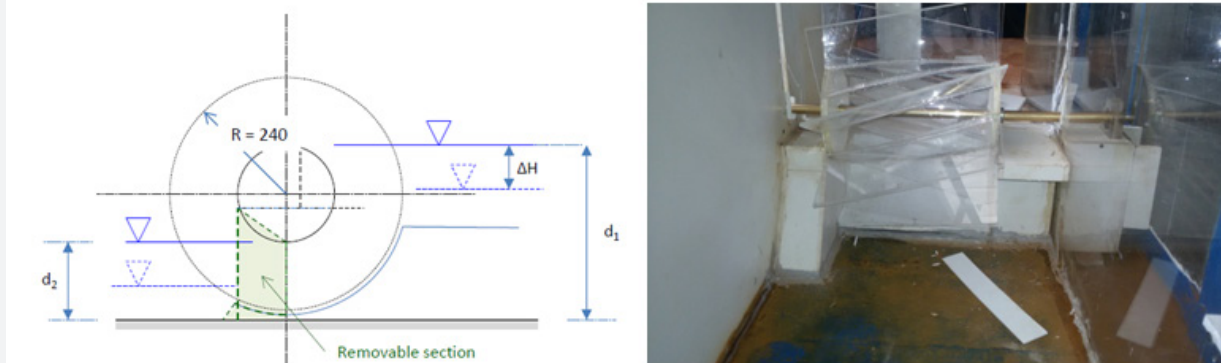 R = 240
ΔH
d₁
d₂
Removable section